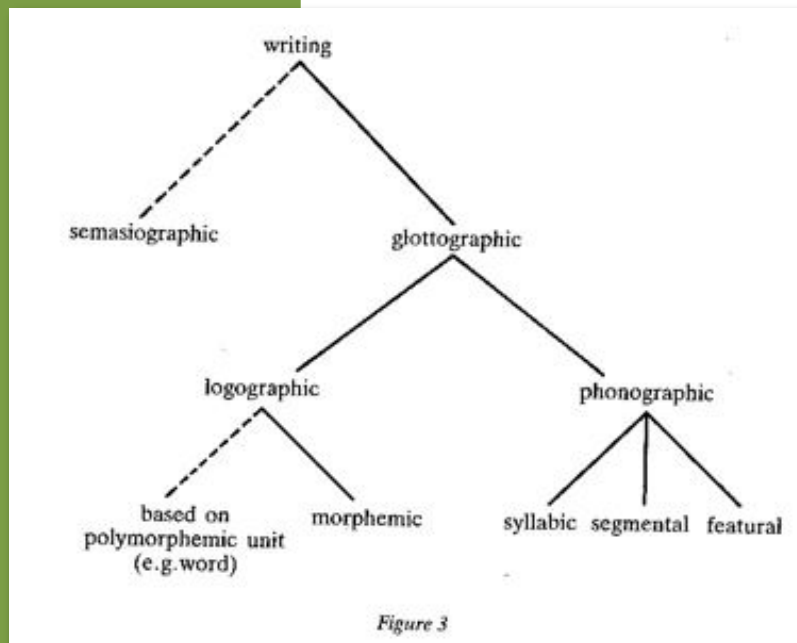 writing
semasiographic
glottographic
logographic
phonographic
based on
polymorphemic unit
(e.g.word)
morphemic
syllabic segmental featural
Figure 3